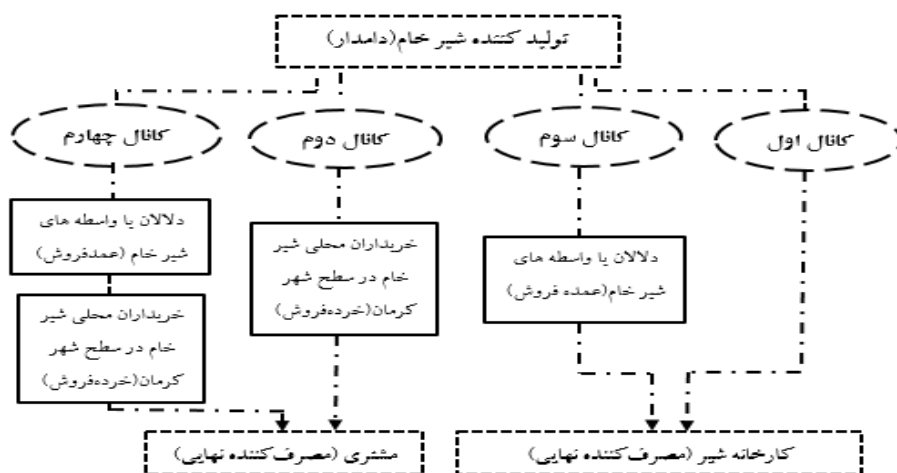 تولید کننده شیر خام(دامدار)
کانال اول
کانال سوم
کانال دوم
کانال چهارم
دلالان یا واسطه های
شیر خام(عمده فروش)
خریداران محلی شیر
خام در سطح شهر
کرمان(خرده‌فروش)
دلالان یا واسطه های
شیر خام (عمدفروش)
خریداران محلی شیر
خام در سطح شهر
کرمان(خرده‌فروش)
کارخانه شیر (مصرف‌کننده نهایی)
مشتری (مصرف‌کننده نهایی)